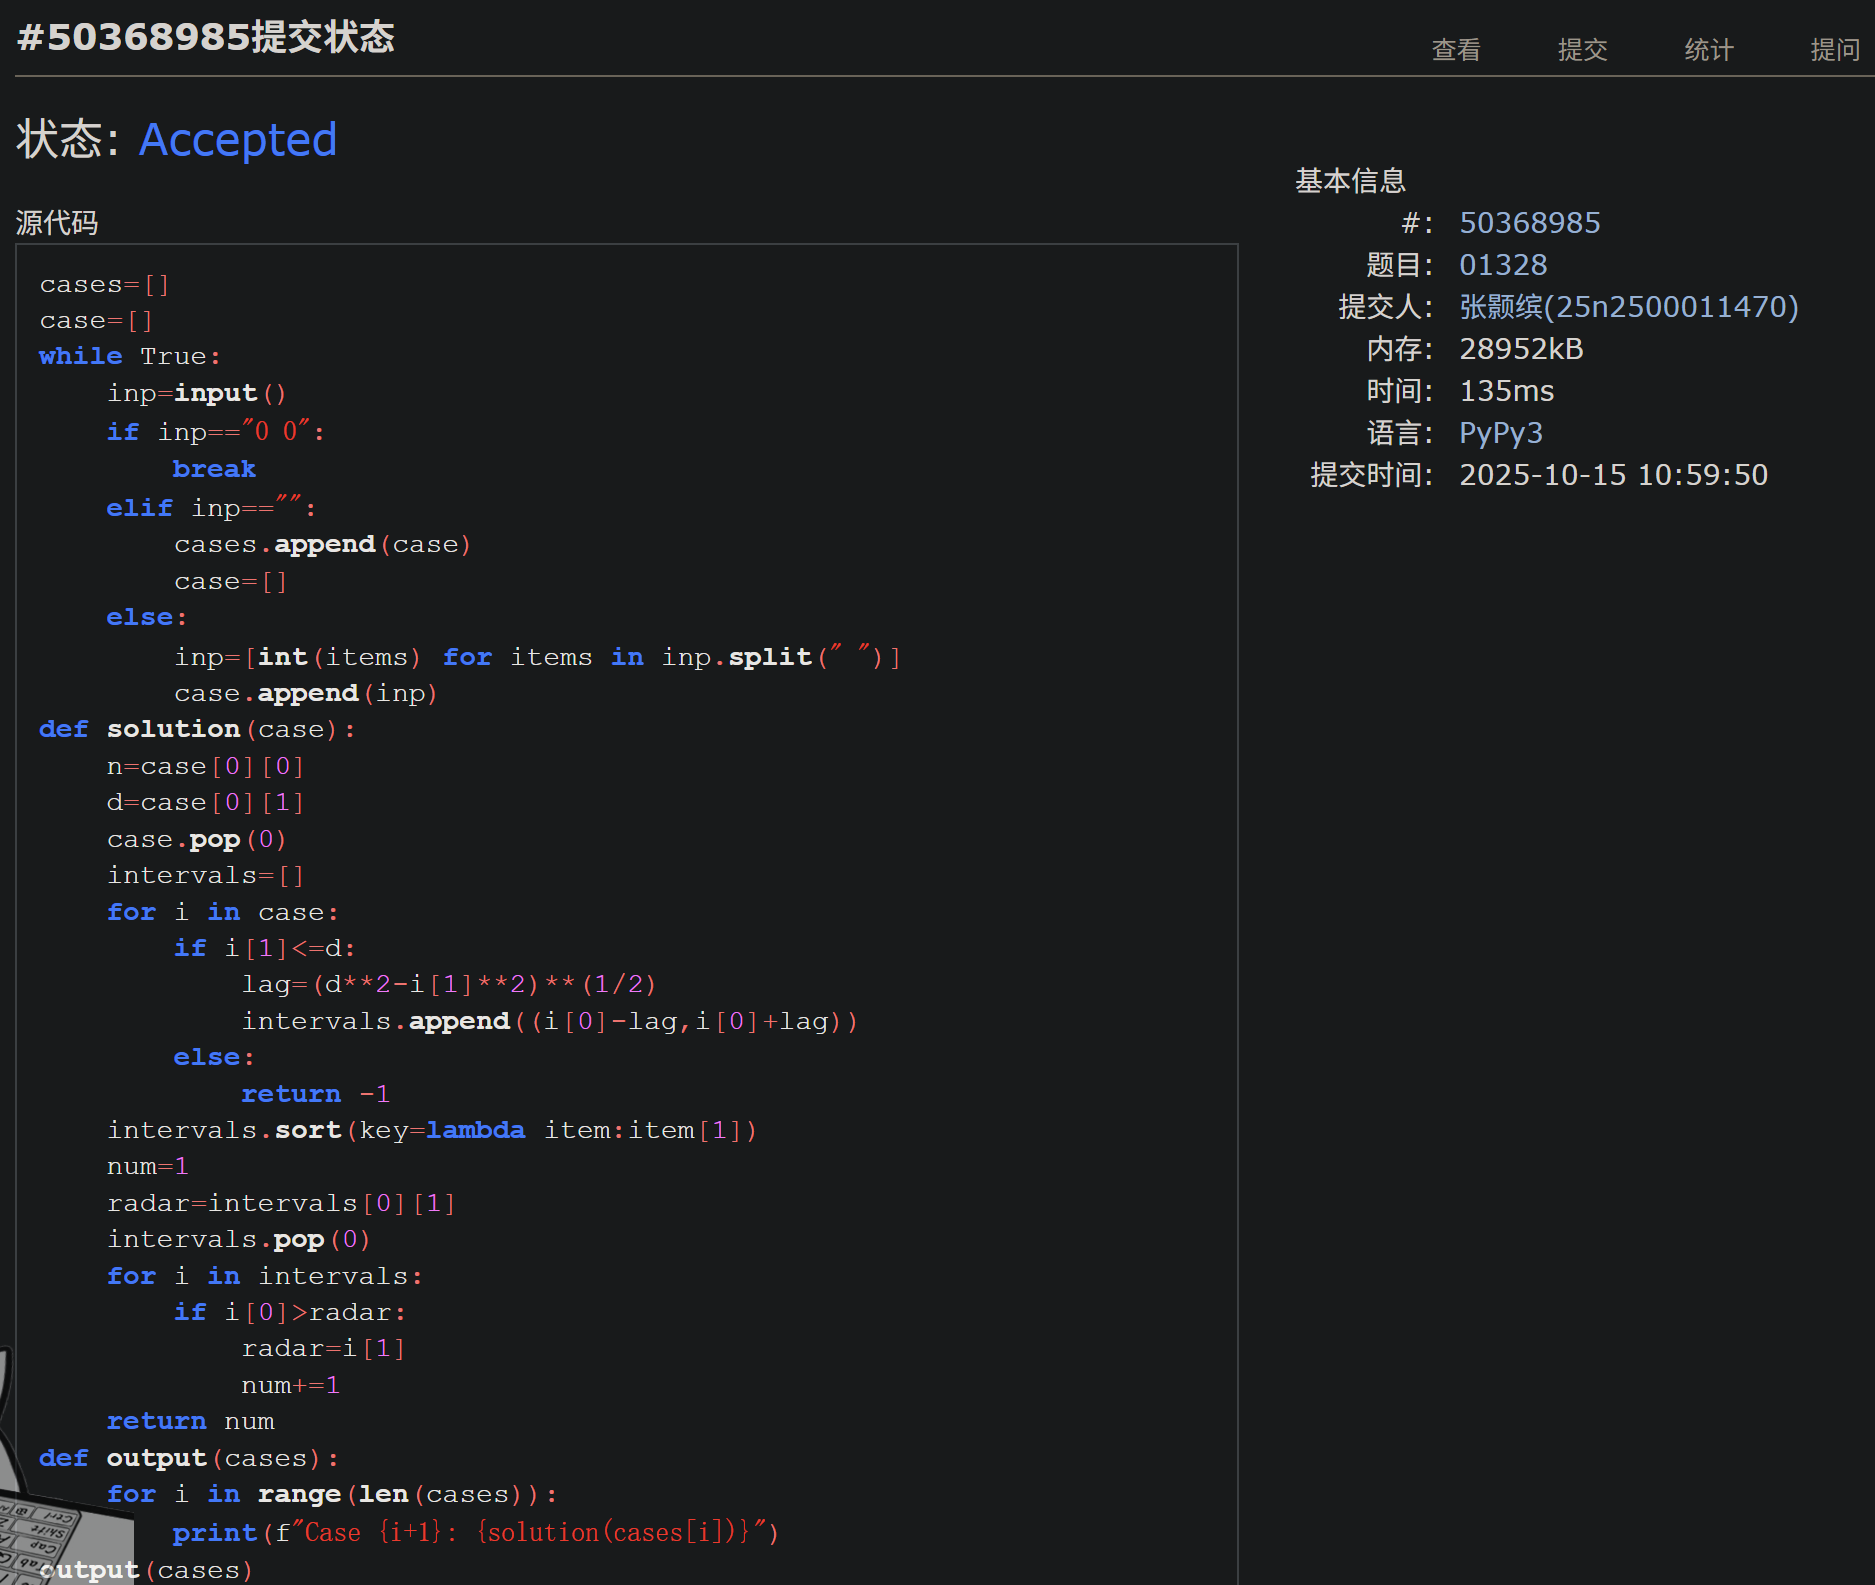 #50368985提交状态
查看 提交 统计 提问
状态: Accepted
源代码
cases=[]
case=[]
while True:
    inp=input()
    if inp=="0 0":
        break
    elif inp=="":
        cases.append(case)
        case=[]
    else:
        inp=[int(items) for items in inp.split(" ")]
        case.append(inp)
def solution(case):
    n=case[0][0]
    d=case[0][1]
    case.pop(0)
    intervals=[]
    for i in case:
        if i[1]<=d:
            lag=(d**2-i[1]**2)**(1/2)
            intervals.append((i[0]-lag,i[0]+lag))
        else:
            return -1
    intervals.sort(key=lambda item:item[1])
    num=1
    radar=intervals[0][1]
    intervals.pop(0)
    for i in intervals:
        if i[0]>radar:
            radar=i[1]
            num+=1
    return num
def output(cases):
    for i in range(len(cases)):
        print(f"Case {i+1}: {solution(cases[i])}")
output(cases)
基本信息
#: 50368985
题目: 01328
提交人: 张颢缤(25n2500011470)
内存: 28952kB
时间: 135ms
语言: PyPy3
提交时间: 2025-10-15 10:59:50
Ctrl
Shift
Cap
Tab